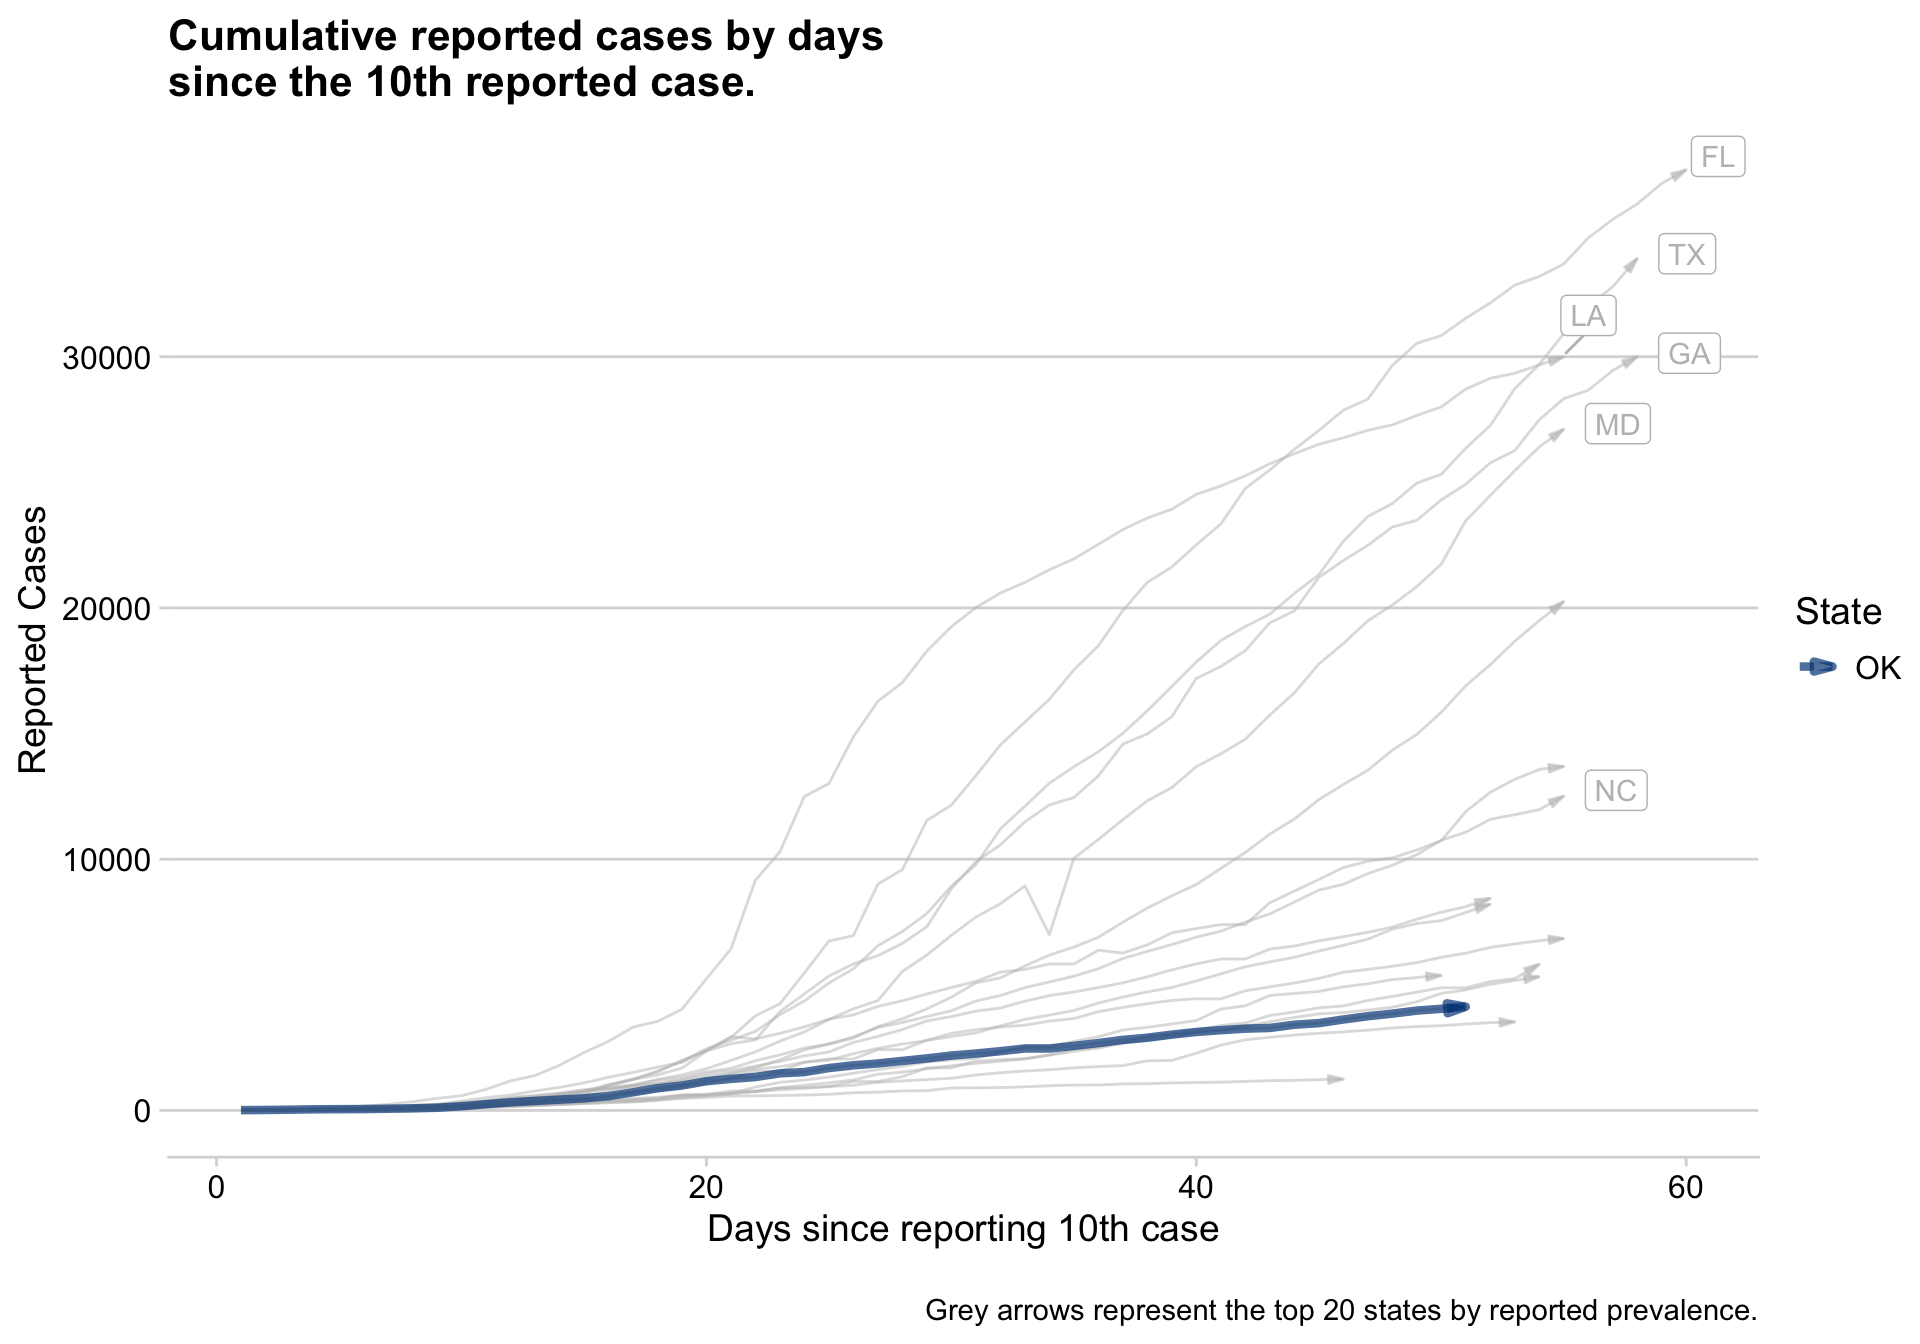 Cumulative reported cases by days
since the 10th reported case.
FL
TX
LA
30000
GA
MD
Reported Cases
20000
State
OK
NC
10000
0
0 20 40 60
Days since reporting 10th case
Grey arrows represent the top 20 states by reported prevalence.